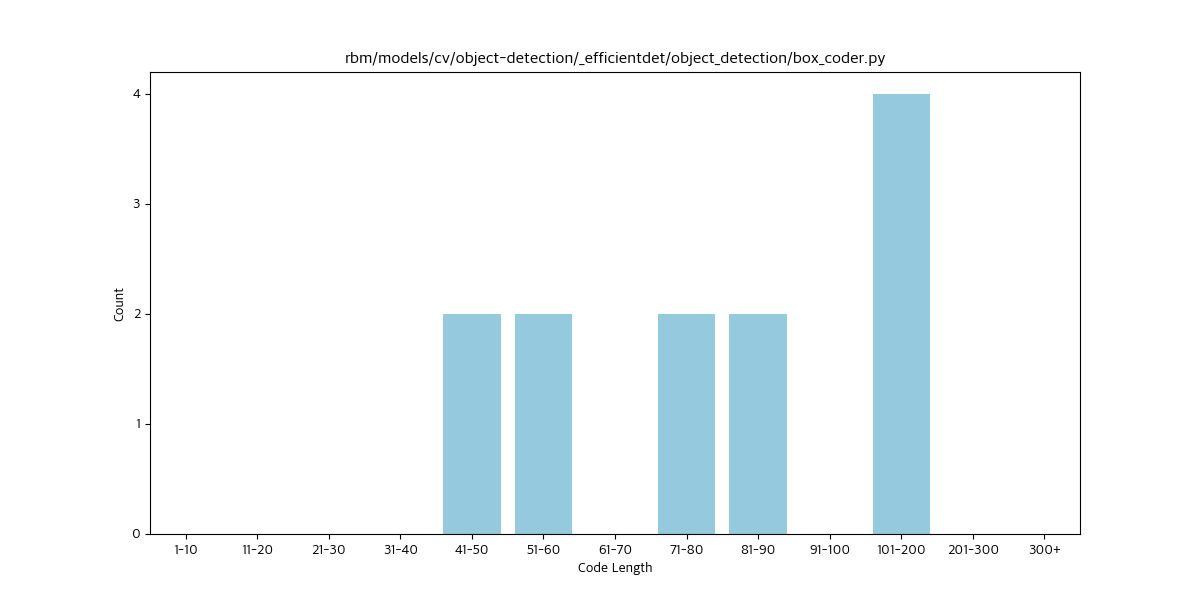 rbm/models/cv/object-detection/_efficientdet/object_detection/box_coder.py
4
3
2
1
0
Count
1-10 11-20 21-30 31-40 41-50 51-60 61-70 71-80 81-90 91-100 101-200 201-300 300+
Code Length